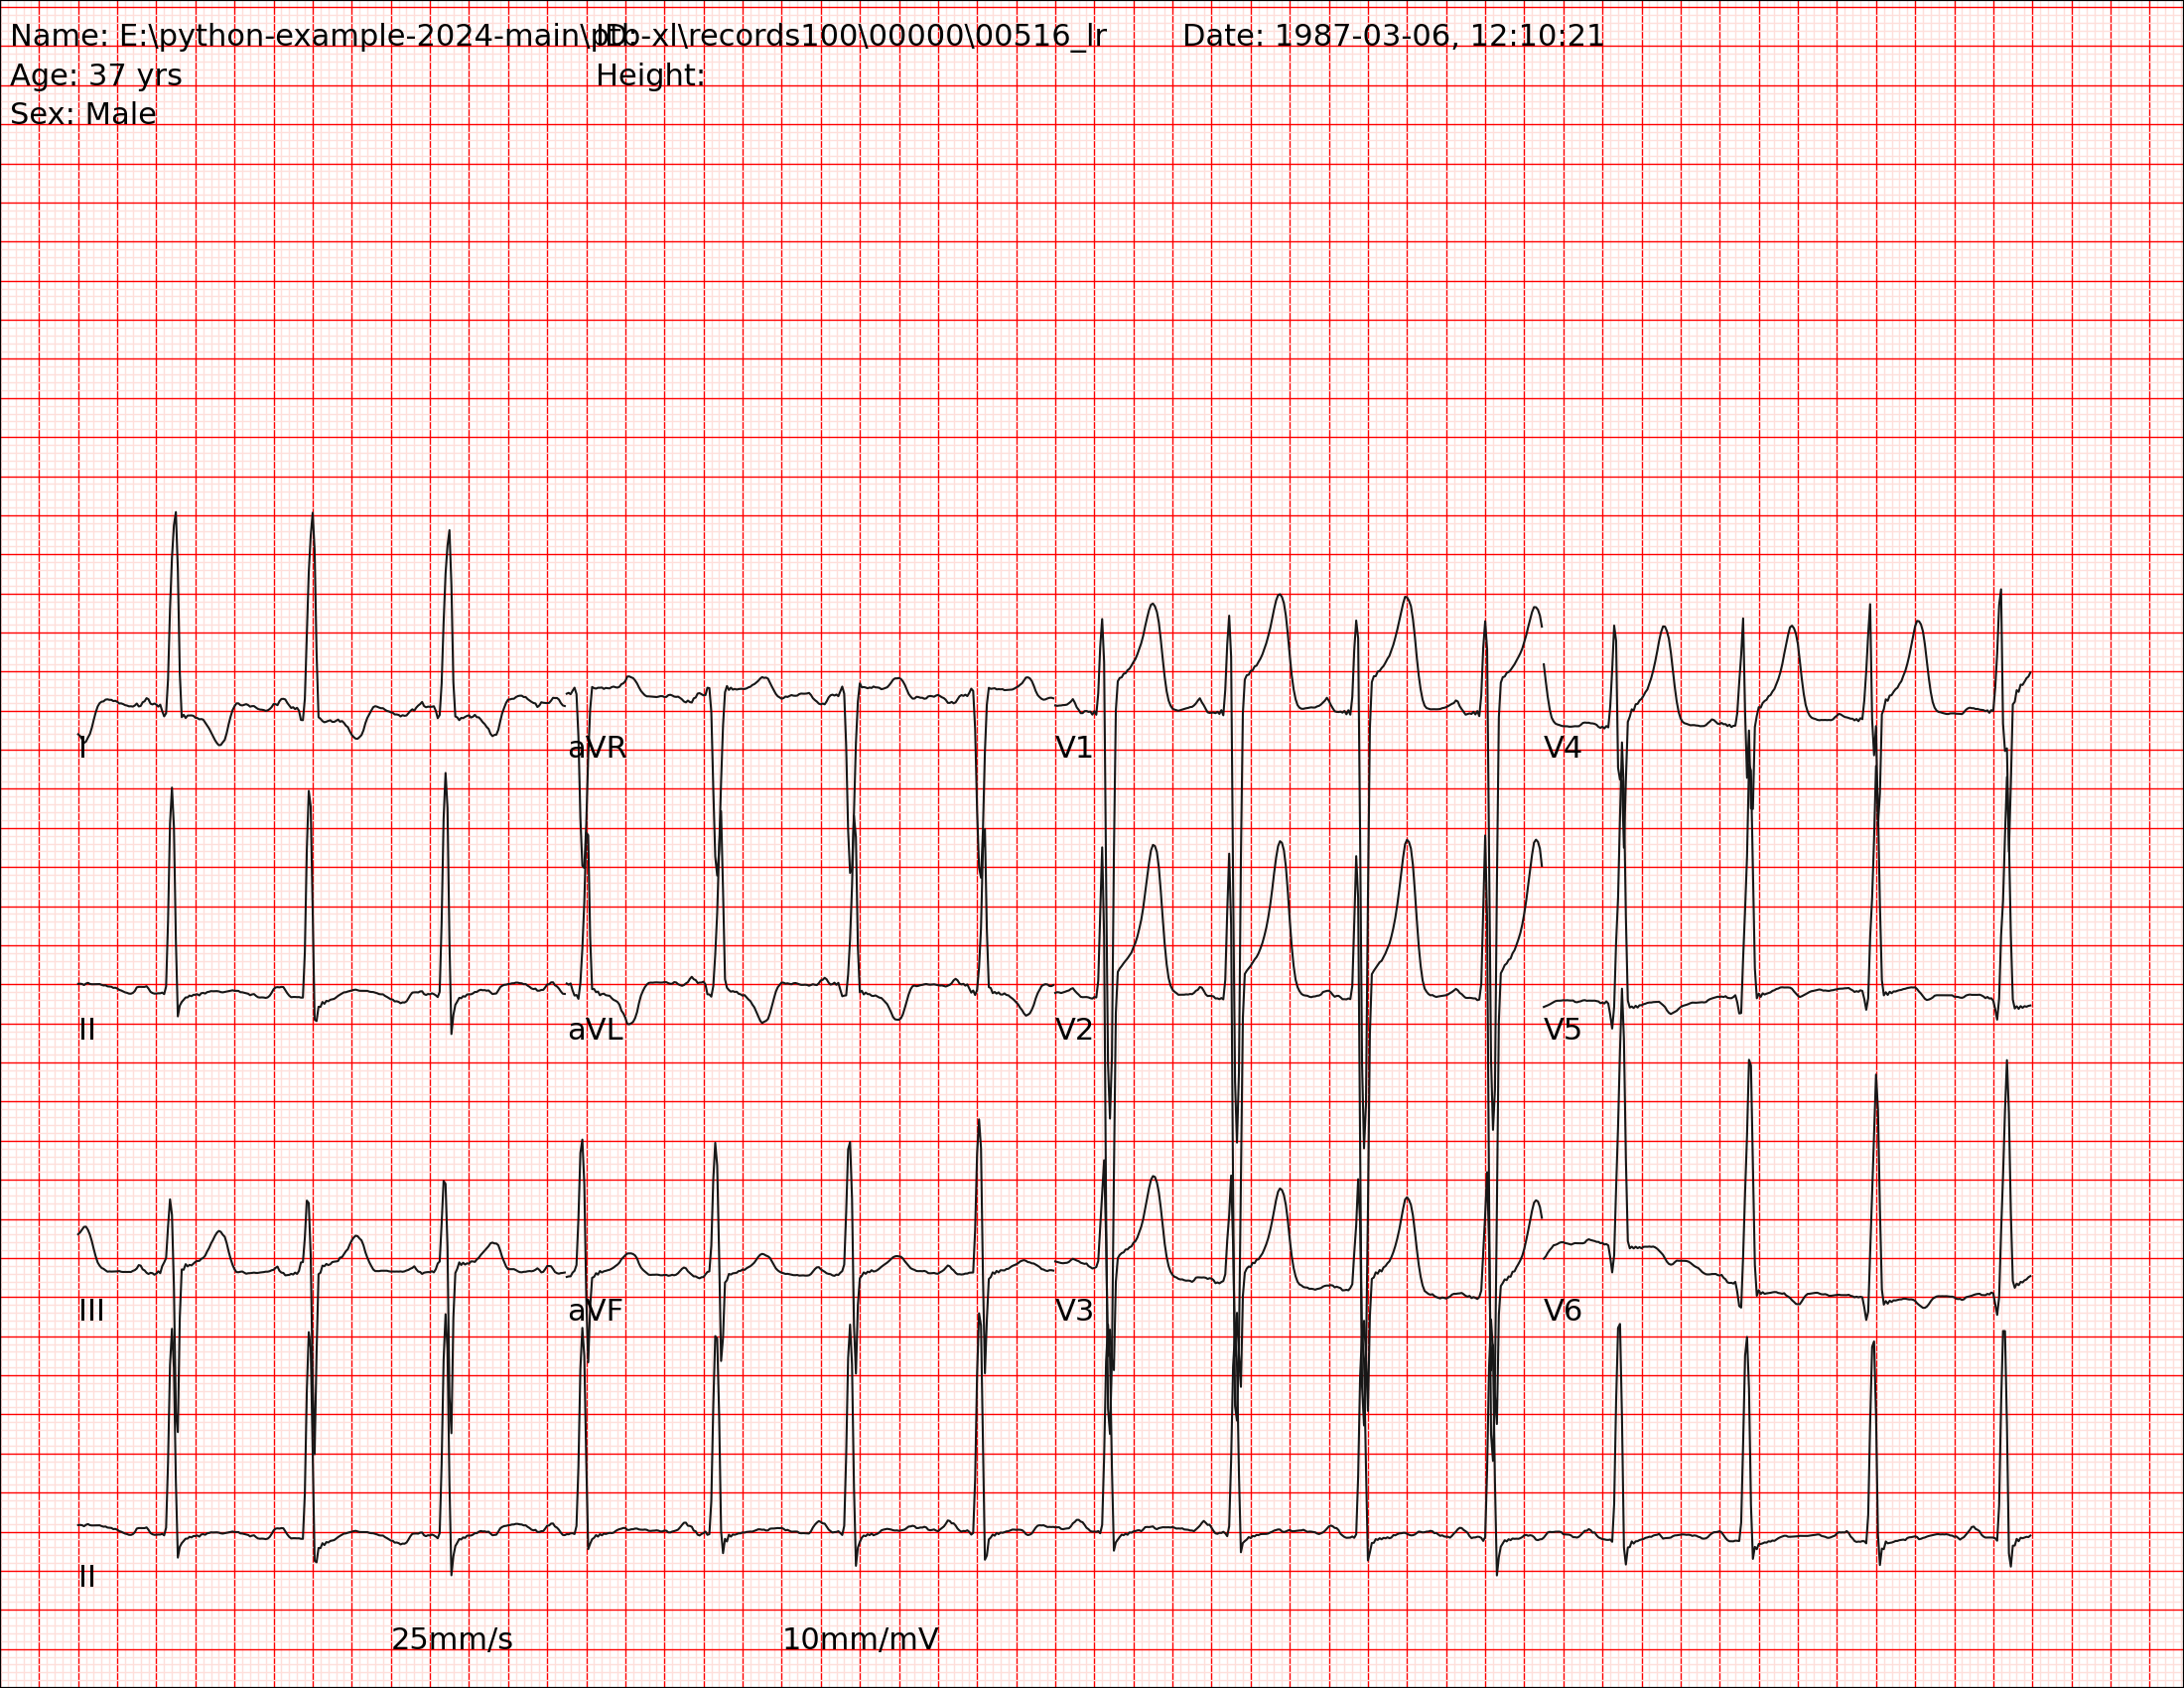 Name: E:\python-example-2024-main\ptb-xl\records100\00000\00516_lr ID: Date: 1987-03-06, 12:10:21
Age: 37 yrs Height:
Sex: Male
I aVR V1 V4
II aVL V2 V5
III aVF V3 V6
II
25mm/s 10mm/mV